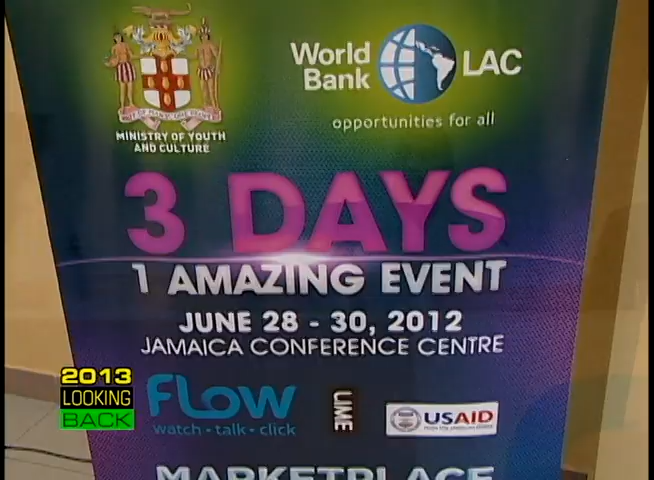 MINISTRY OF YOUTH
AND CULTURE
World
Bank
LAC
opportunities for all
3 DAYS
1 AMAZING EVENT
JUNE 28 - 30, 2012
JAMAICA CONFERENCE CENTRE
2013
LOOKING
BACK
FLOW
watch • talk • click
LIME
USAID
MARKETPLACE